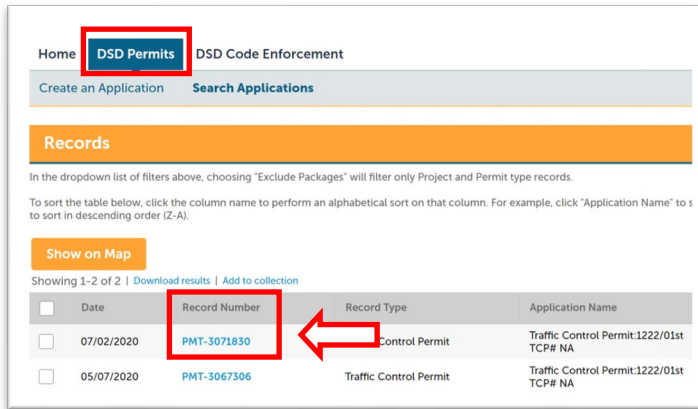 Home DSD Permits DSD Code Enforcement
Create an Application Search Applications
Records
In the dropdown list of filters above, choosing "Exclude Packages" will filter only Project and Permit type records.
To sort the table below, click the column name to perform an alphabetical sort on that column. For example, click "Application Name" to s
to sort in descending order (Z-A).
Show on Map
Showing 1-2 of 2 | Download results | Add to collection
Date Record Number Record Type Application Name
07/02/2020 PMT-3071830 Control Permit Traffic Control Permit:1222/01st
TCP# NA
05/07/2020 PMT-3067306 Traffic Control Permit Traffic Control Permit:1222/01st
TCP# NA